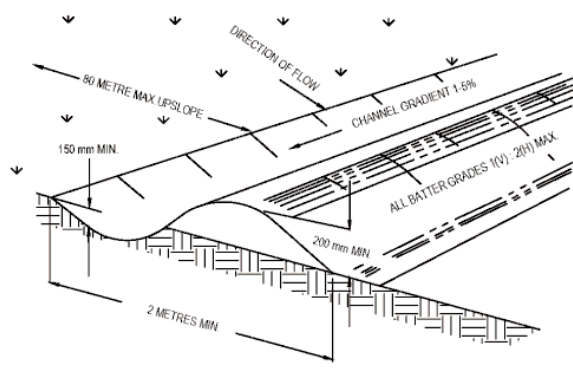 DIRECTION OF FLOW
80 METRE MAX. UPSLOPE
CHANNEL GRADIENT 1-5%
150 mm MIN.
ALL BATTER GRADES 1(V) : 2(H) MAX.
200 mm MIN.
2 METRES MIN.